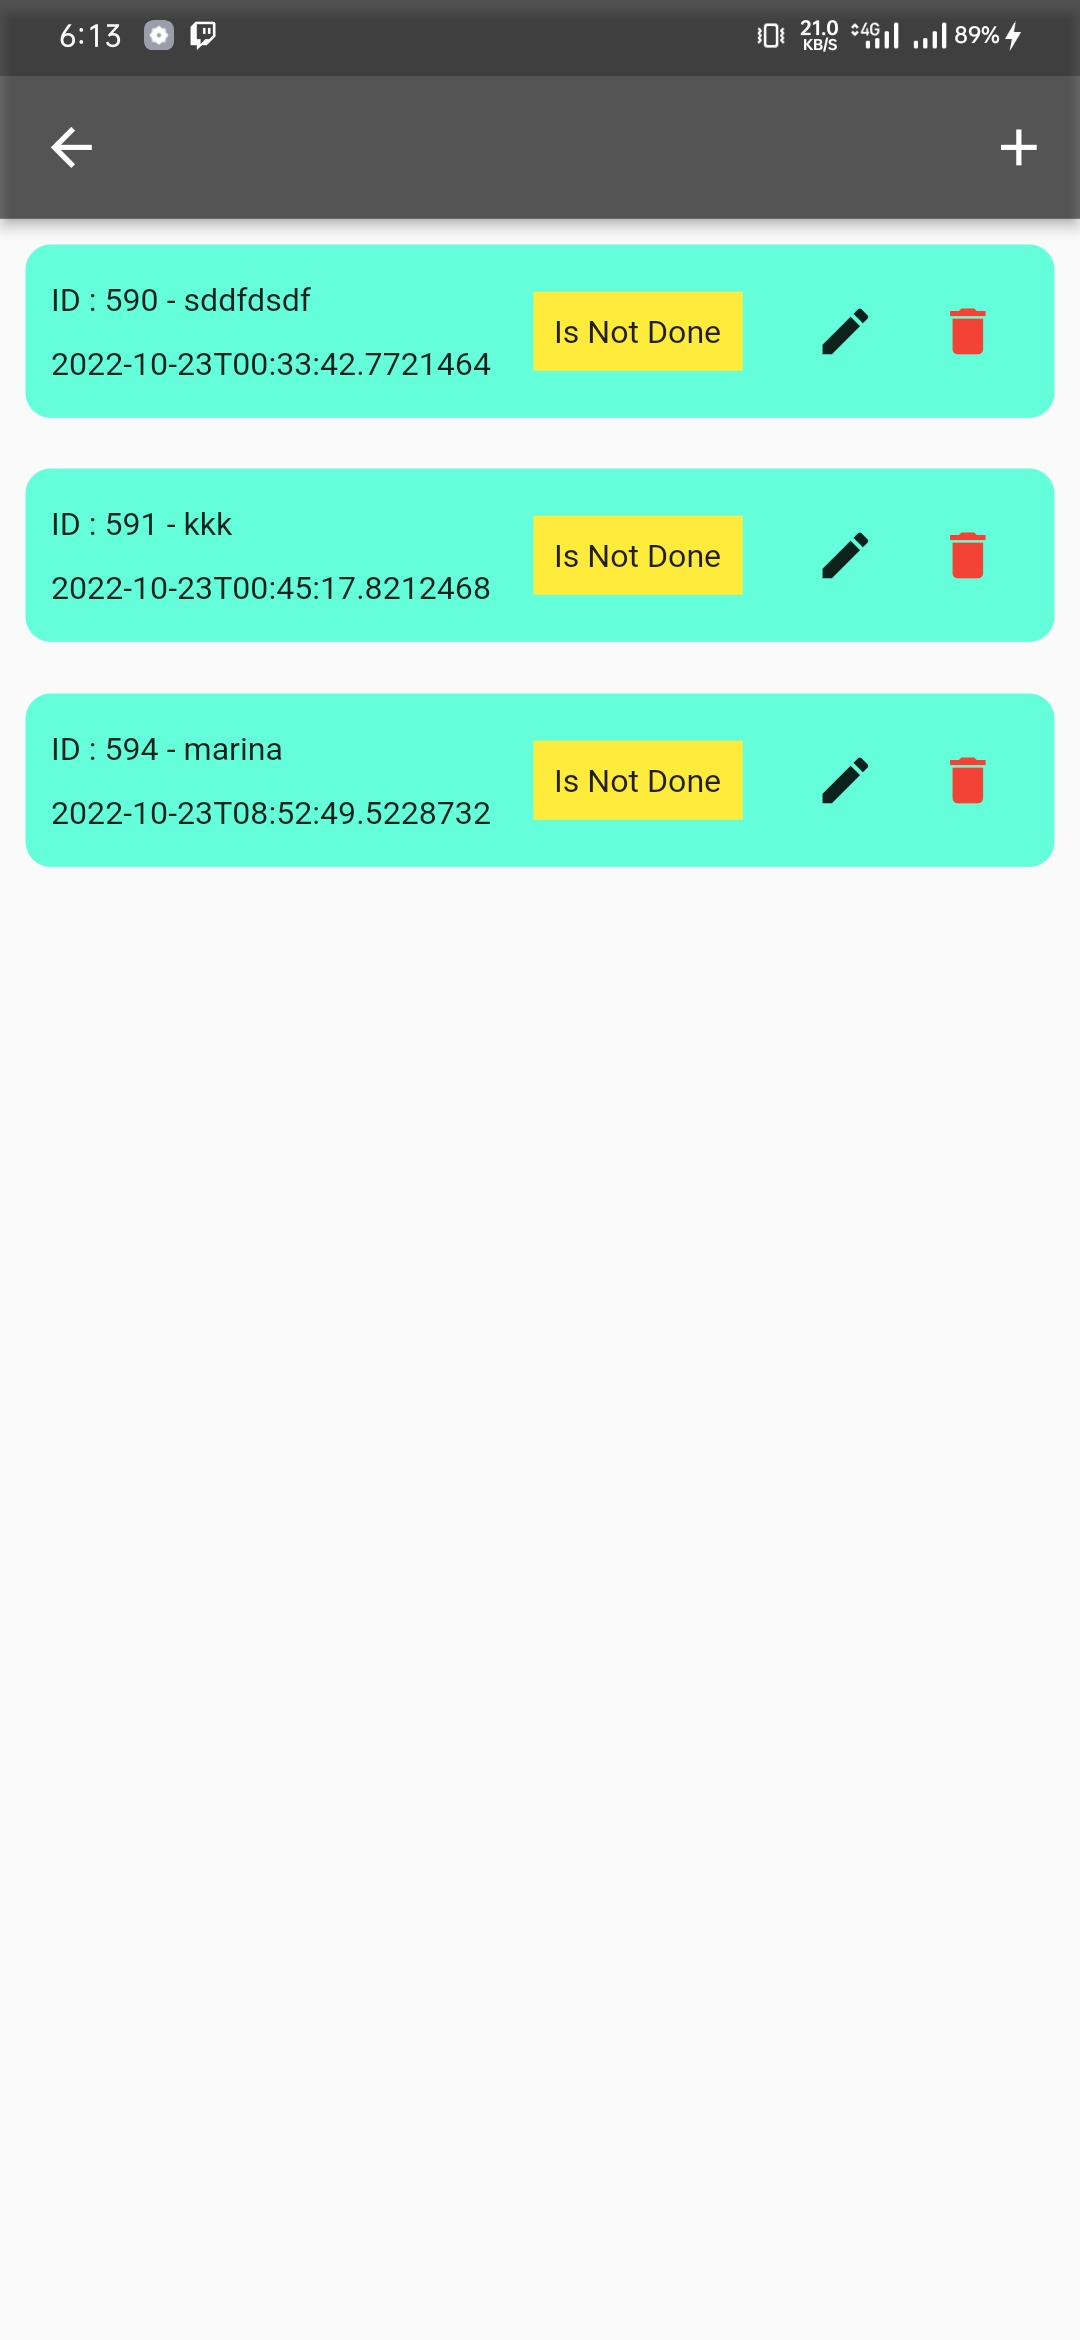 6:13 21.0 KB/S 4G 89%
ID : 590 - sddfdsdf
2022-10-23T00:33:42.7721464
Is Not Done
ID : 591 - kkk
2022-10-23T00:45:17.8212468
Is Not Done
ID : 594 - marina
2022-10-23T08:52:49.5228732
Is Not Done